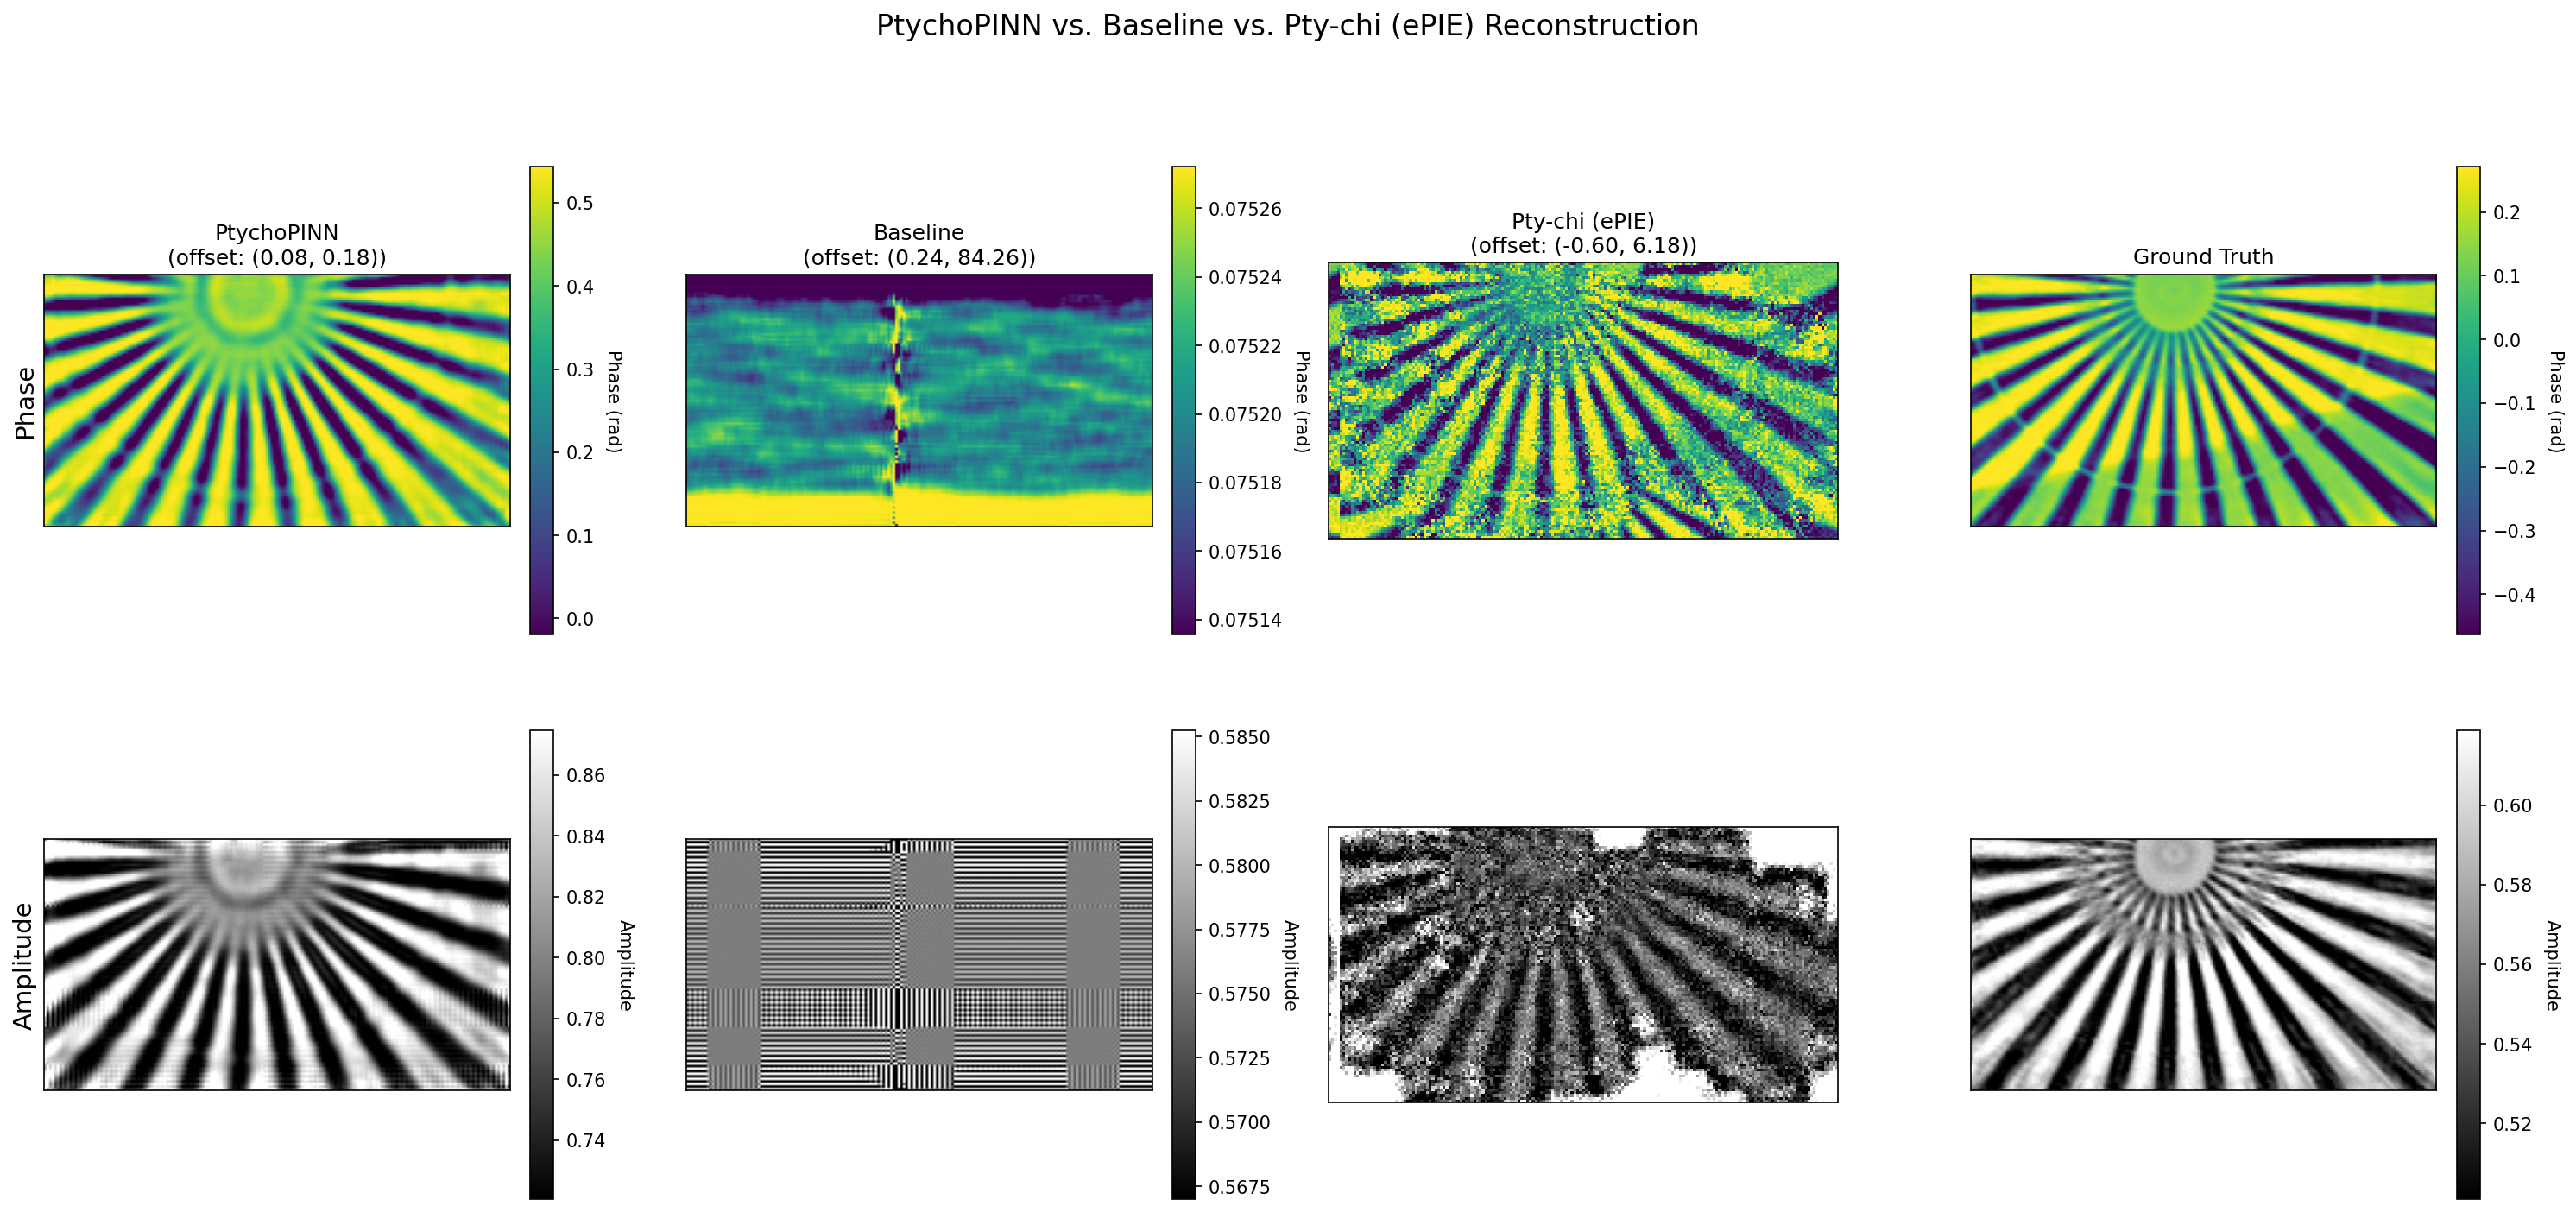 PtychoPINN vs. Baseline vs. Pty-chi (ePIE) Reconstruction
PtychoPINN
(offset: (0.08, 0.18))
Baseline
(offset: (0.24, 84.26))
Pty-chi (ePIE)
(offset: (-0.60, 6.18))
Ground Truth
Phase
0.5
0.4
0.3
0.2
0.1
0.0
Phase (rad)
0.07526
0.07524
0.07522
0.07520
0.07518
0.07516
0.07514
Phase (rad)
0.2
0.1
0.0
−0.1
−0.2
−0.3
−0.4
Phase (rad)
Amplitude
0.86
0.84
0.82
0.80
0.78
0.76
0.74
Amplitude
0.5850
0.5825
0.5800
0.5775
0.5750
0.5725
0.5700
0.5675
Amplitude
0.60
0.58
0.56
0.54
0.52
Amplitude